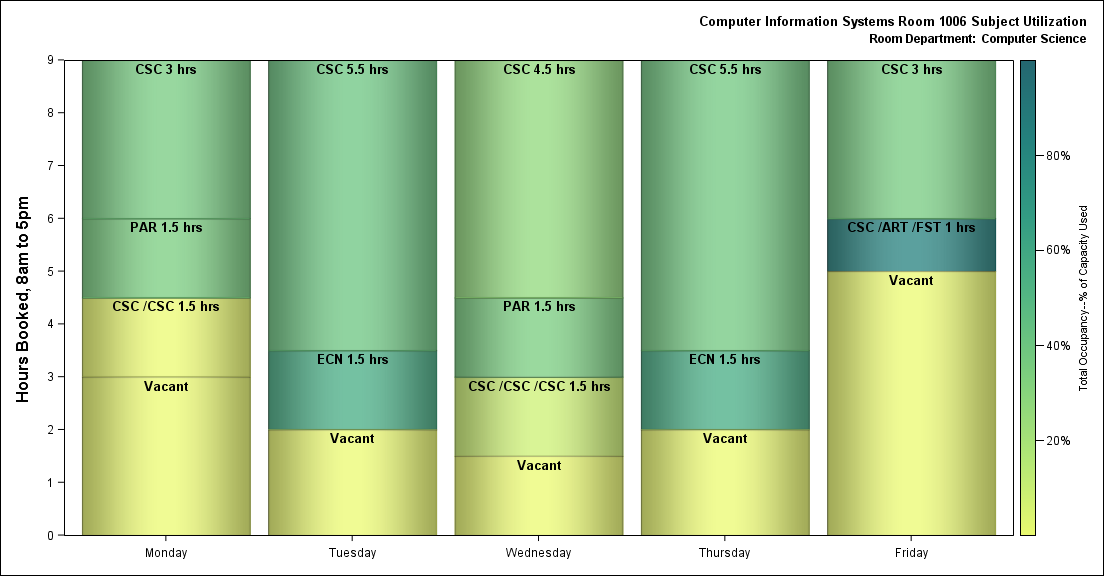 Computer Information Systems Room 1006 Subject Utilization
Room Department: Computer Science
Hours Booked, 8am to 5pm
9
8
7
6
5
4
3
2
1
0
CSC 3 hrs
PAR 1.5 hrs
CSC /CSC 1.5 hrs
Vacant
CSC 5.5 hrs
ECN 1.5 hrs
Vacant
CSC 4.5 hrs
PAR 1.5 hrs
CSC /CSC /CSC 1.5 hrs
Vacant
CSC 5.5 hrs
ECN 1.5 hrs
Vacant
CSC 3 hrs
CSC /ART /FST 1 hrs
Vacant
Monday
Tuesday
Wednesday
Thursday
Friday
80%
60%
40%
20%
Total Occupancy--% of Capacity Used